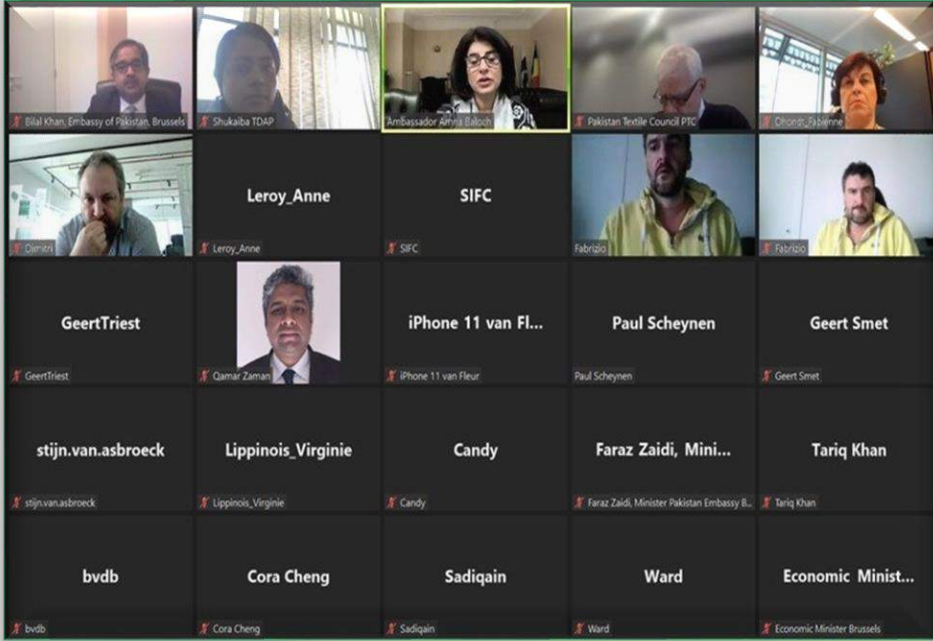 Bilal Khan, Embassy of Pakistan, Brussels
Shukaiba TDAP
Ambassador Amna Baloch
Pakistan Textile Council PTC
Dhondt_Fabienne
Dimitri
Leroy_Anne
Leroy_Anne
SIFC
SIFC
Fabrizio
Fabrizio
GeertTriest
GeertTriest
Qamar Zaman
iPhone 11 van Fl...
iPhone 11 van Fleur
Paul Scheynen
Paul Scheynen
Geert Smet
Geert Smet
stijn.van.asbroeck
stijn.van.asbroeck
Lippinois_Virginie
Lippinois_Virginie
Candy
Candy
Faraz Zaidi, Mini...
Faraz Zaidi, Minister Pakistan Embassy B...
Tariq Khan
Tariq Khan
bvdb
bvdb
Cora Cheng
Cora Cheng
Sadiqain
Sadiqain
Ward
Ward
Economic Minist...
Economic Minister Brussels